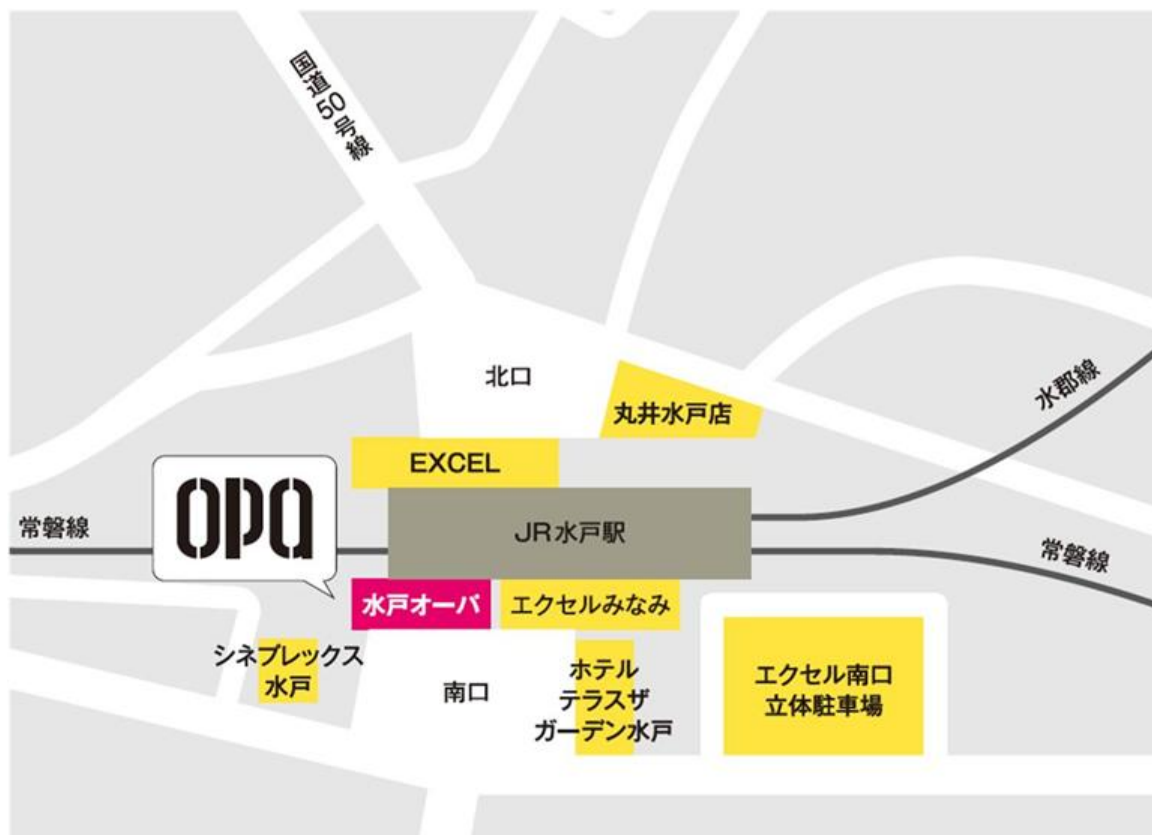 国道50号線
北口
丸井水戸店
水郡線
EXCEL
OPA
常磐線
JR水戸駅
常磐線
水戸オーパ
エクセルみなみ
シネプレックス
水戸
南口
ホテル
テラスザ
ガーデン水戸
エクセル南口
立体駐車場